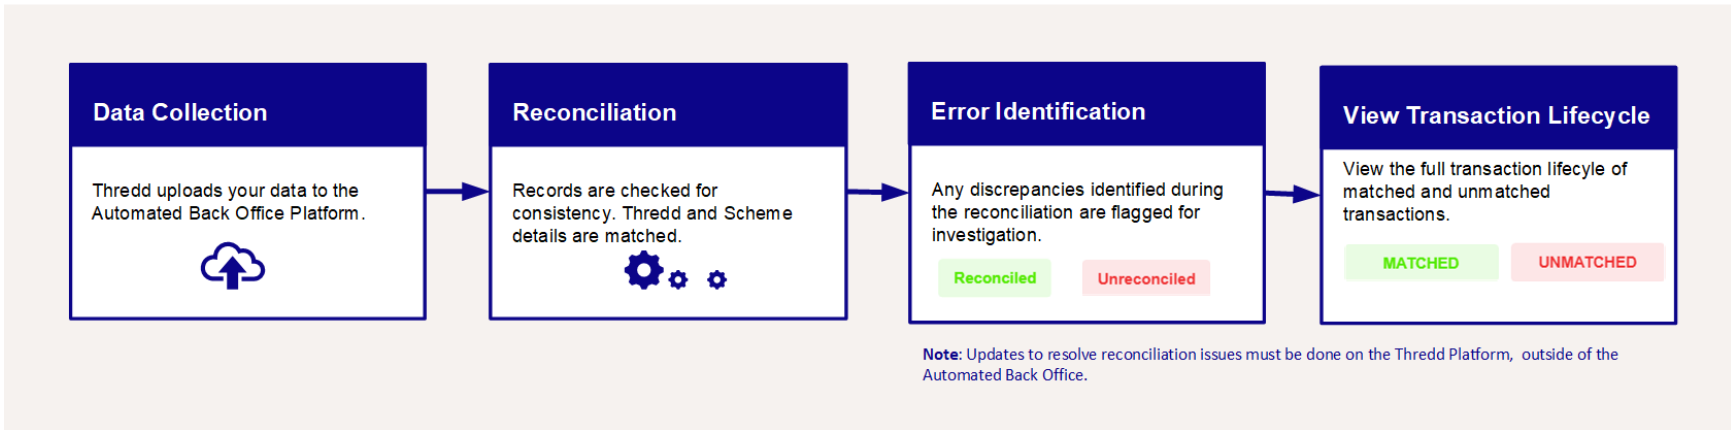 Data Collection
Thredd uploads your data to the
Automated Back Office Platform.
Reconciliation
Records are checked for
consistency. Thredd and Scheme
details are matched.
Error Identification
Any discrepancies identified during
the reconciliation are flagged for
investigation.
Reconciled
Unreconciled
View Transaction Lifecycle
View the full transaction lifecyle of
matched and unmatched
transactions.
MATCHED
UNMATCHED
Note: Updates to resolve reconciliation issues must be done on the Thredd Platform, outside of the
Automated Back Office.